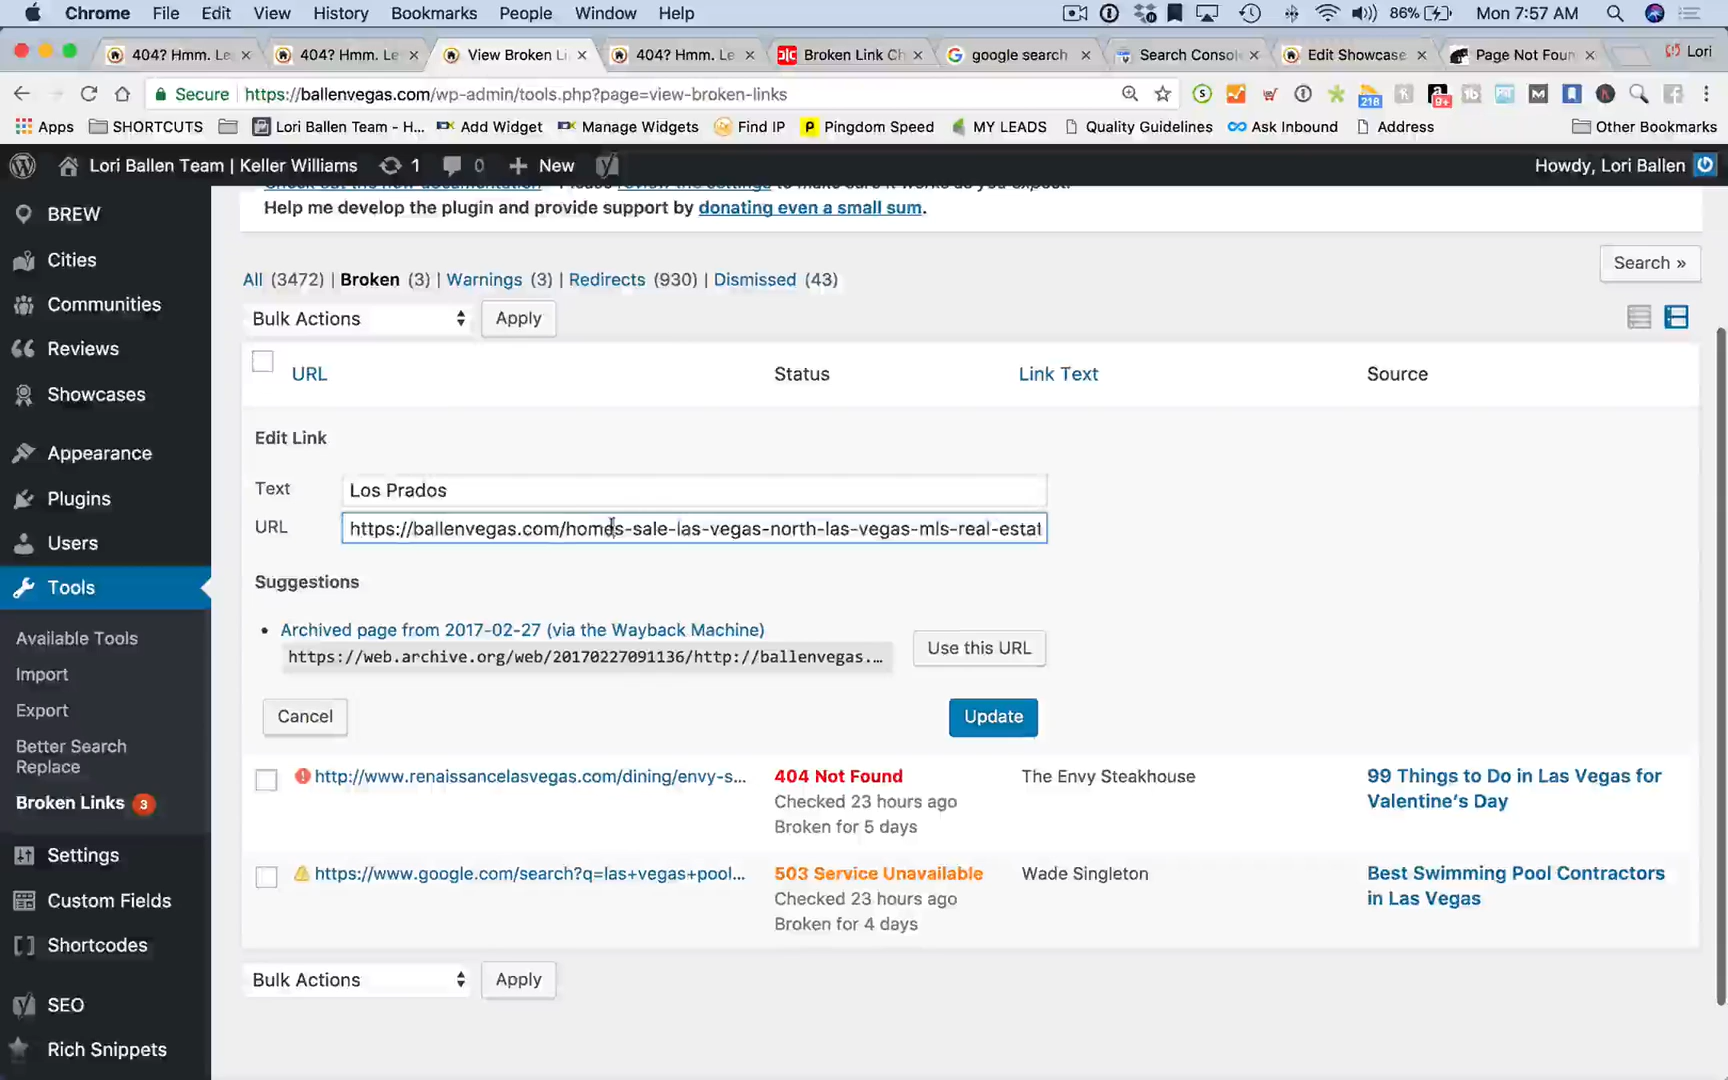 Chrome File Edit View History Bookmarks People Window Help 86% Mon 7:57 AM
404? Hmm. Le 404? Hmm. Le View Broken Li 404? Hmm. Le Broken Link Ch google search Search Consol Edit Showcase Page Not Foun Lori
Secure https://ballenvegas.com/wp-admin/tools.php?page=view-broken-links
Apps SHORTCUTS Lori Ballen Team - H... Add Widget Manage Widgets Find IP Pingdom Speed MY LEADS Quality Guidelines Ask Inbound Address Other Bookmarks
Lori Ballen Team | Keller Williams 1 0 New Howdy, Lori Ballen
Help me develop the plugin and provide support by donating even a small sum.
BREW
Cities
Communities
Reviews
Showcases
Appearance
Plugins
Users
Tools
Available Tools
Import
Export
Better Search
Replace
Broken Links 3
Settings
Custom Fields
Shortcodes
SEO
Rich Snippets
Search »
All (3472) | Broken (3) | Warnings (3) | Redirects (930) | Dismissed (43)
Bulk Actions Apply
URL Status Link Text Source
Edit Link
Text Los Prados
URL https://ballenvegas.com/homes-sale-las-vegas-north-las-vegas-mls-real-estat
Suggestions
• Archived page from 2017-02-27 (via the Wayback Machine)
https://web.archive.org/web/20170227091136/http://ballenvegas.… Use this URL
Cancel Update
http://www.renaissancelasvegas.com/dining/envy-s... 404 Not Found The Envy Steakhouse 99 Things to Do in Las Vegas for
Checked 23 hours ago Valentine's Day
Broken for 5 days
https://www.google.com/search?q=las+vegas+pool... 503 Service Unavailable Wade Singleton Best Swimming Pool Contractors
Checked 23 hours ago in Las Vegas
Broken for 4 days
Bulk Actions Apply